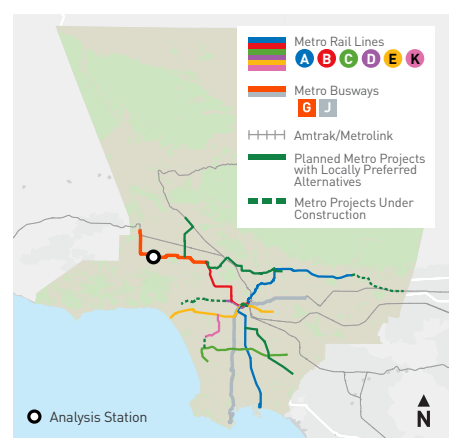 Metro Rail Lines
A B C D E K
Metro Busways
G J
Amtrak/Metrolink
Planned Metro Projects
with Locally Preferred
Alternatives
Metro Projects Under
Construction
Analysis Station
N